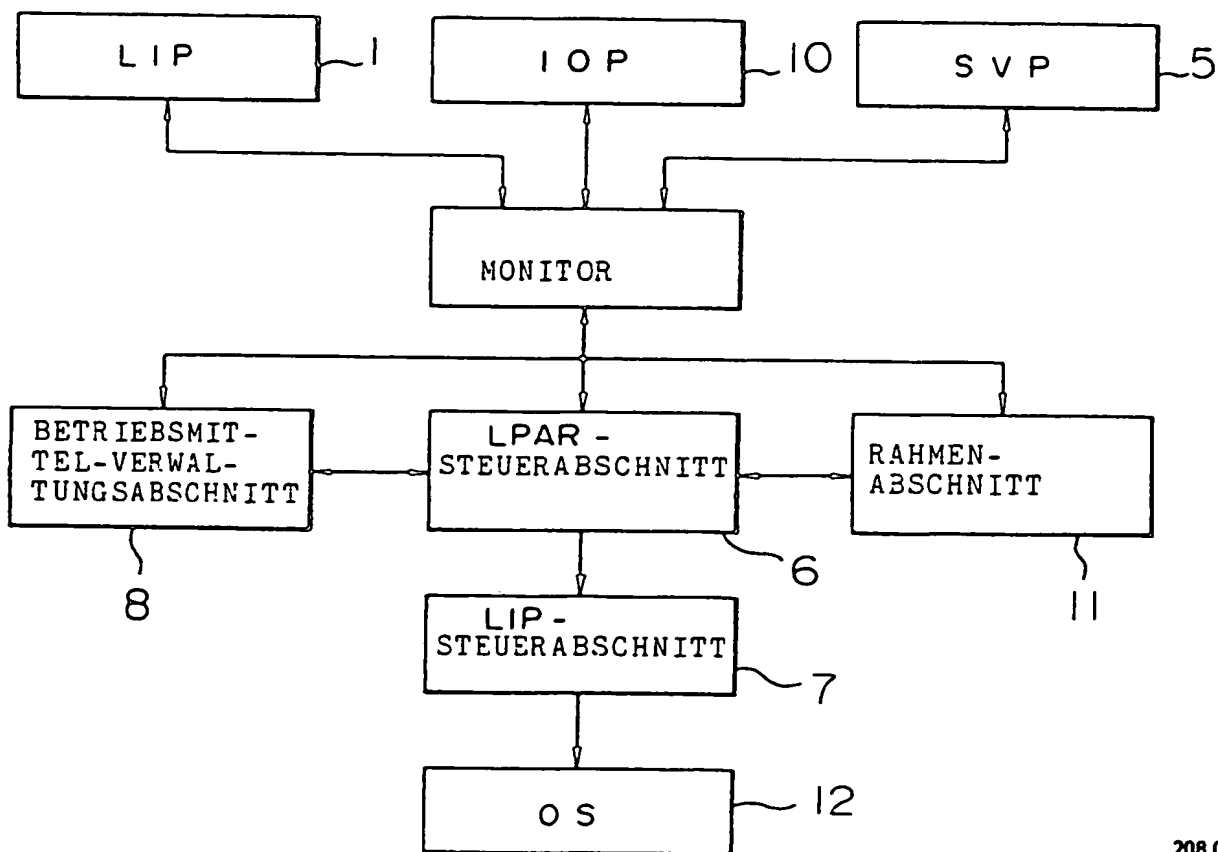 LIP
1
IOP
10
SVP
5
MONITOR
BETRIEBSMIT-
TEL-VERWAL-
TUNGSABSCHNITT
8
LPAR-
STEUERABSCHNITT
6
RAHMEN-
ABSCHNITT
11
LIP-
STEUERABSCHNITT
7
OS
12